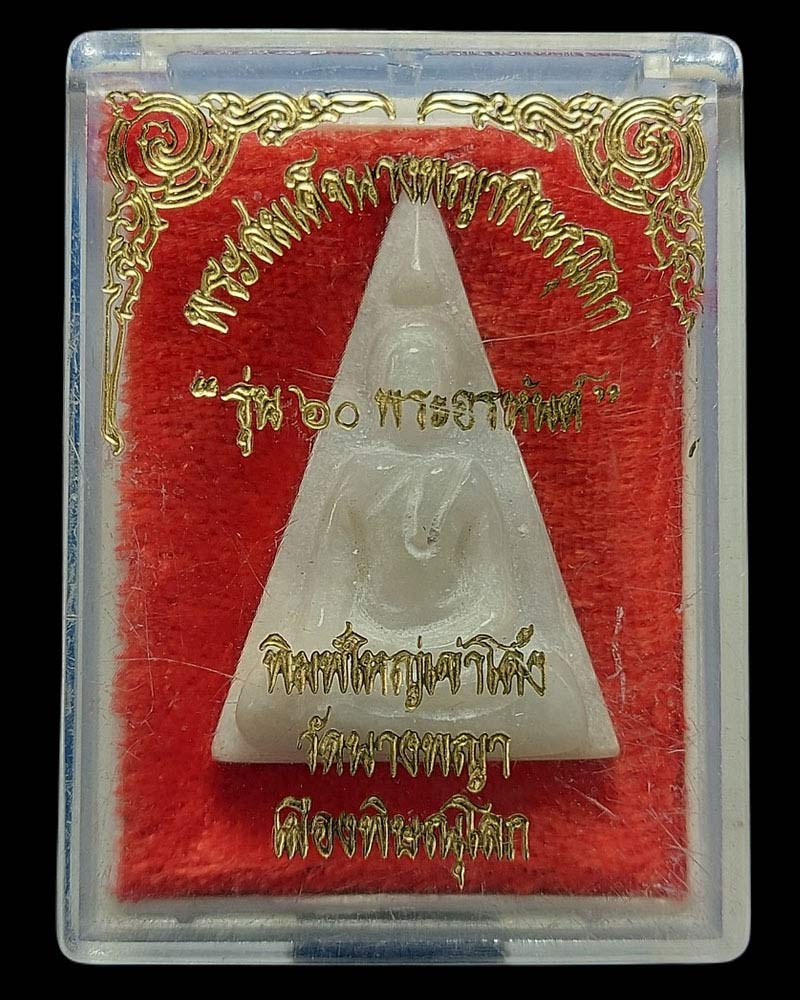 พระสมเด็จนางพญาพิษณุโลก
“รุ่น ๖๐ พระอรหันต์”
พิมพ์ใหญ่เข่าโค้ง
วัดนางพญา
เมืองพิษณุโลก